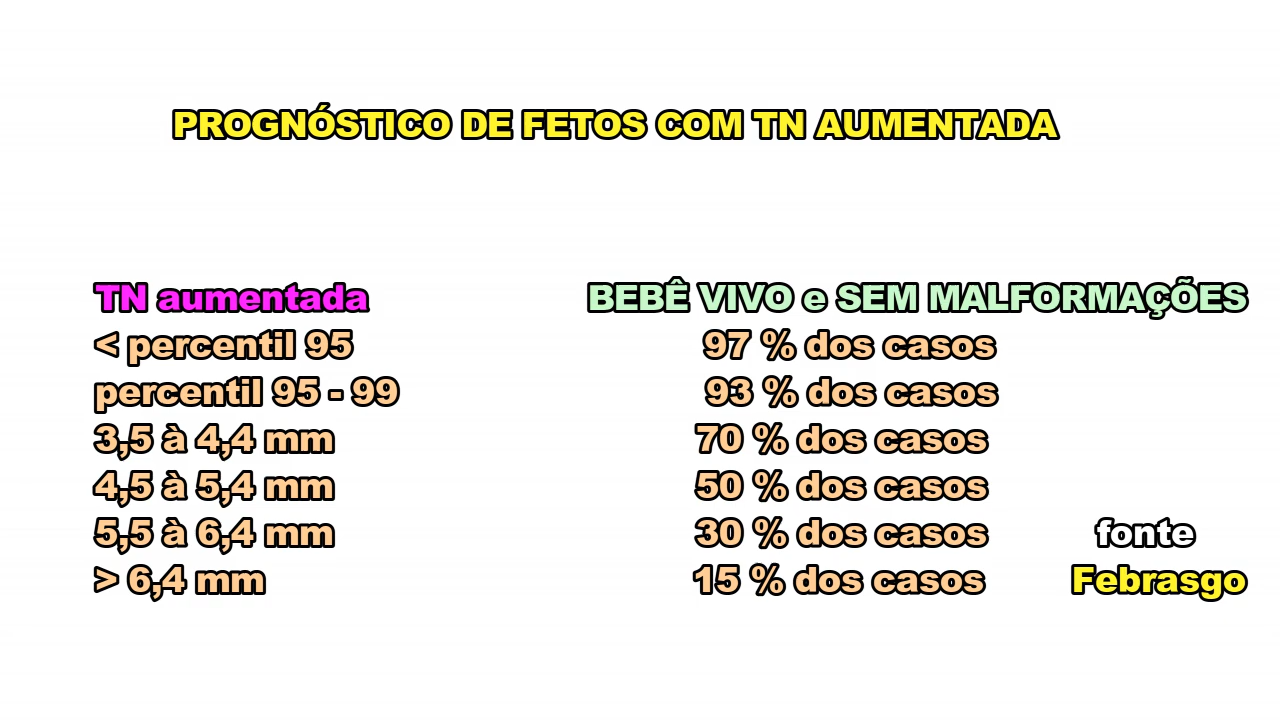 PROGNÓSTICO DE FETOS COM TN AUMENTADA
TN aumentada BEBÊ VIVO e SEM MALFORMAÇÕES
< percentil 95 97 % dos casos
percentil 95 - 99 93 % dos casos
3,5 à 4,4 mm 70 % dos casos
4,5 à 5,4 mm 50 % dos casos
5,5 à 6,4 mm 30 % dos casos fonte
> 6,4 mm 15 % dos casos Febrasgo